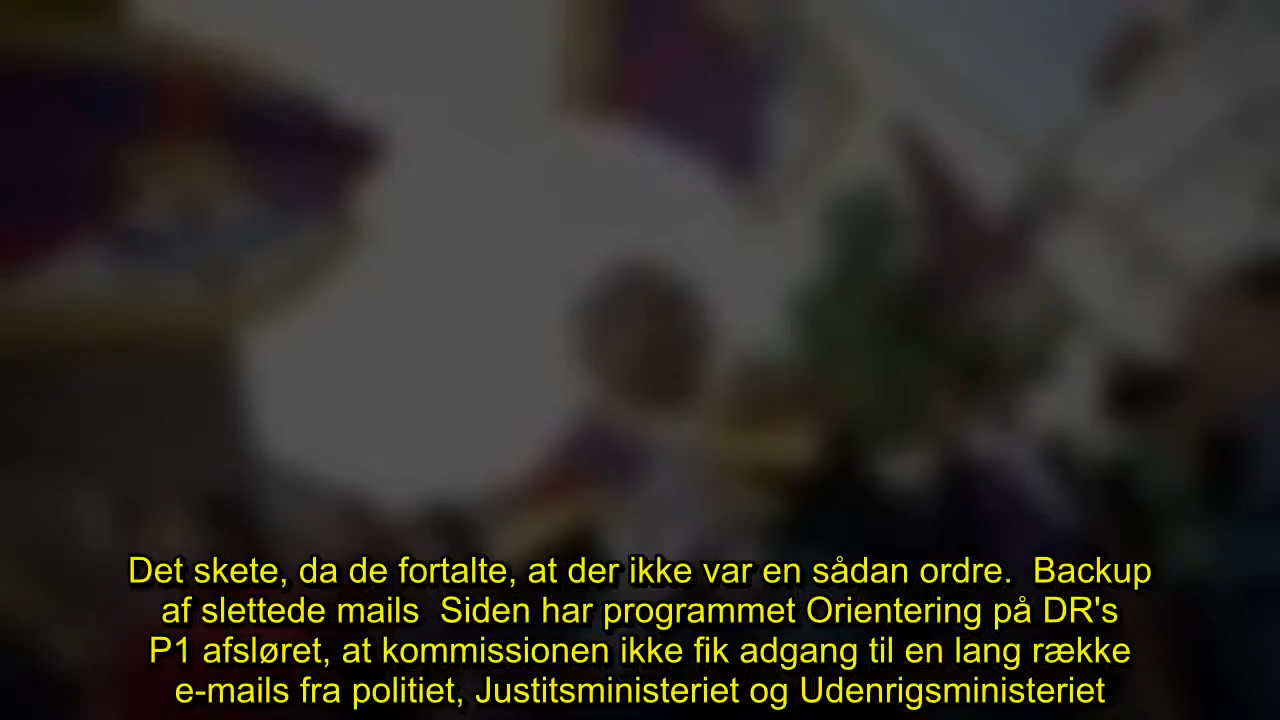 Det skete, da de fortalte, at der ikke var en sådan ordre.  Backup
af slettede mails  Siden har programmet Orientering på DR's
P1 afsløret, at kommissionen ikke fik adgang til en lang række
e-mails fra politiet, Justitsministeriet og Udenrigsministeriet